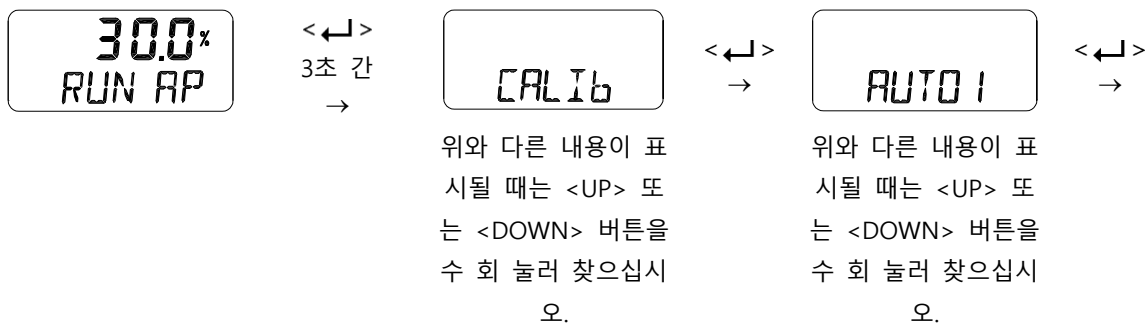 30.0%
RUN AP
<↵>
3초 간
→
CALIb
<↵>
→
AUTO1
<↵>
→
위와 다른 내용이 표
시될 때는 <UP> 또
는 <DOWN> 버튼을
수 회 눌러 찾으십시
오.
위와 다른 내용이 표
시될 때는 <UP> 또
는 <DOWN> 버튼을
수 회 눌러 찾으십시
오.